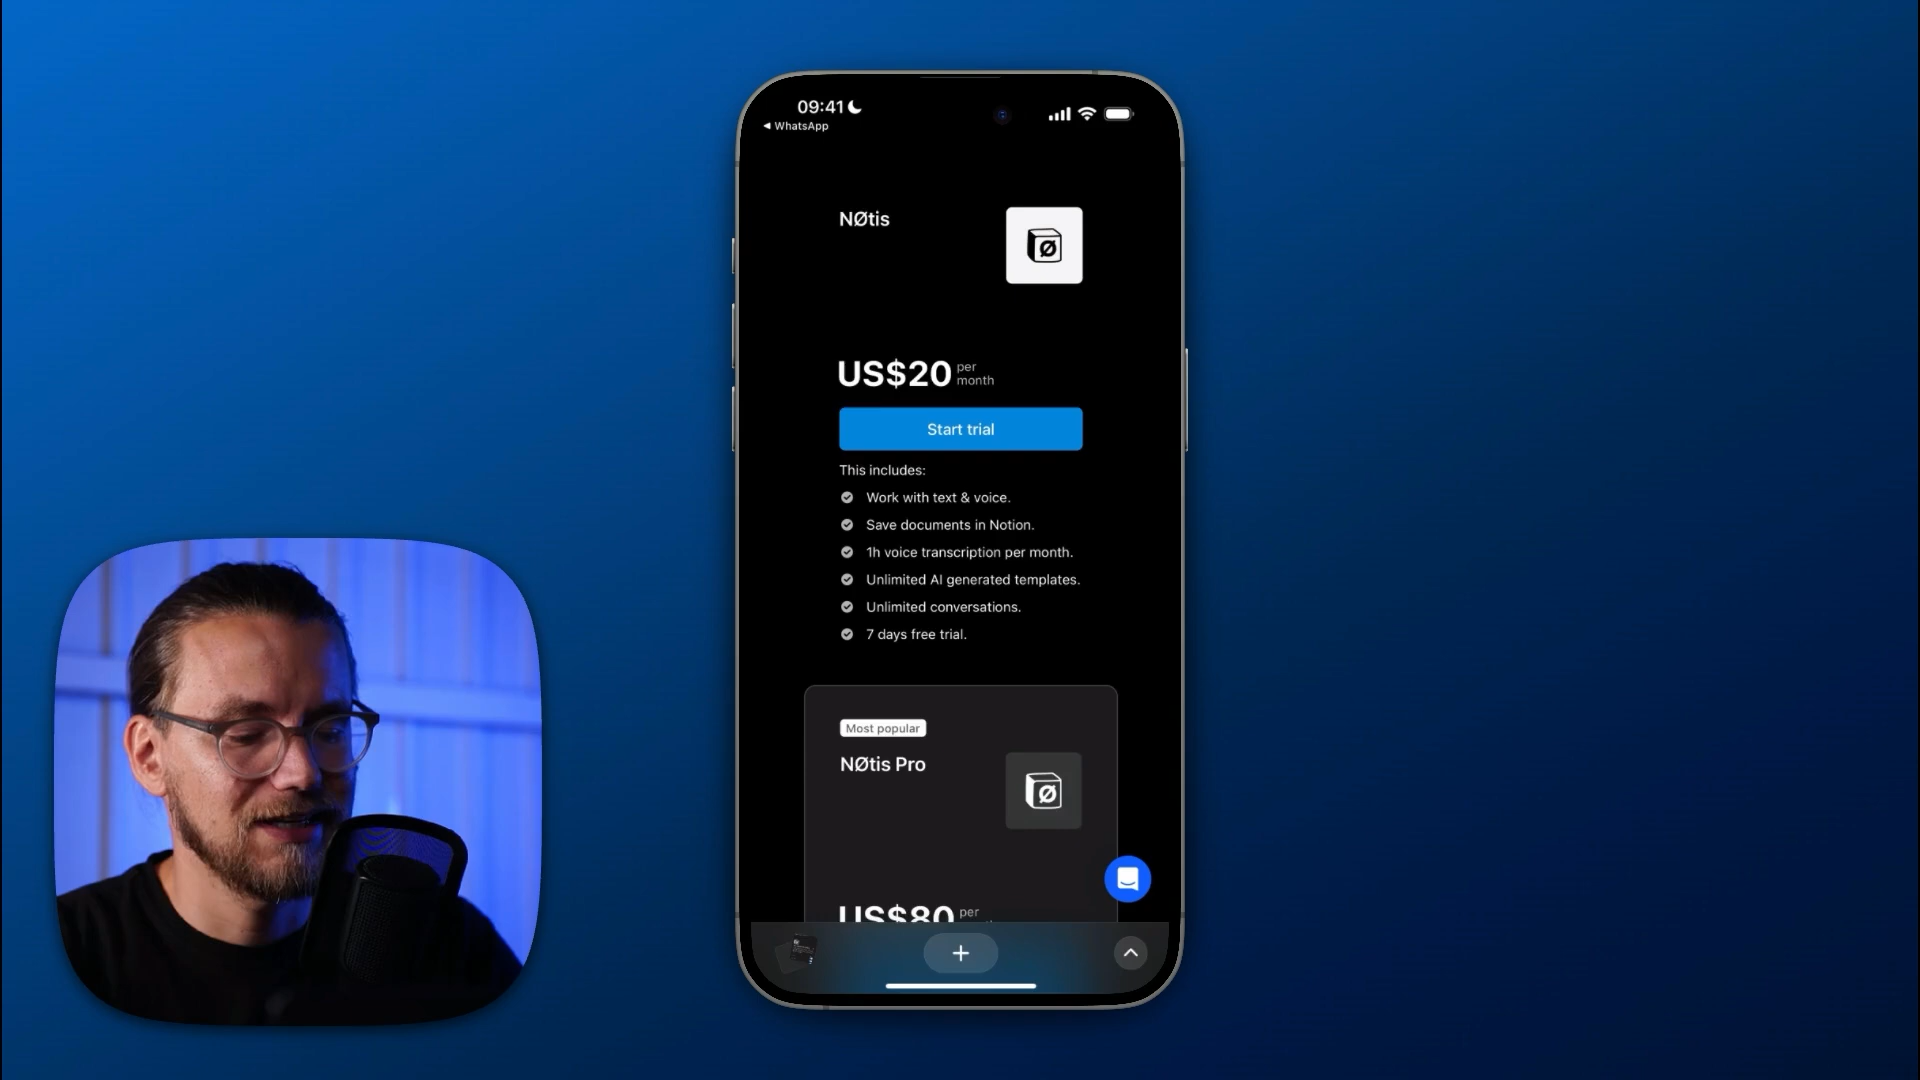 09:41
◀ WhatsApp
NØtis
US$20 per month
Start trial
This includes:
Work with text & voice.
Save documents in Notion.
1h voice transcription per month.
Unlimited AI generated templates.
Unlimited conversations.
7 days free trial.
Most popular
NØtis Pro
US$80 per